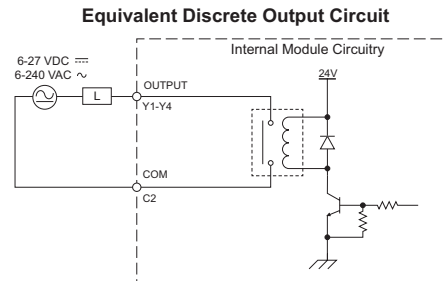 Equivalent Discrete Output Circuit
Internal Module Circuitry
6-27 VDC ⎓
6-240 VAC ∿
24V
OUTPUT
L
Y1-Y4
COM
C2